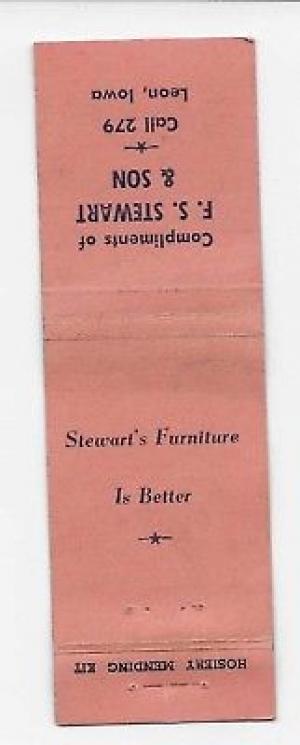 Compliments of
F. S. STEWART
& SON
Call 279
Leon, Iowa
Stewart's Furniture
Is Better
HOSIERY MENDING KIT